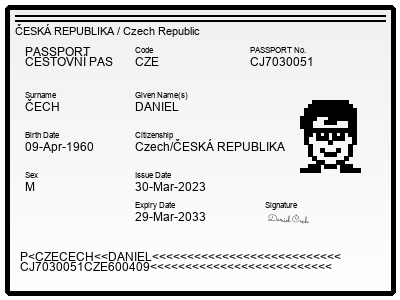 ČESKÁ REPUBLIKA / Czech Republic
PASSPORT
CESTOVNÍ PAS
Code
CZE
PASSPORT No.
CJ7030051
Surname
ČECH
Given Name(s)
DANIEL
Birth Date
09-Apr-1960
Citizenship
Czech/ČESKÁ REPUBLIKA
Sex
M
Issue Date
30-Mar-2023
Expiry Date
29-Mar-2033
Signature
Daniel Čech
P<CZECECH<<DANIEL<<<<<<<<<<<<<<<<<<<<<<<<<<<
CJ7030051CZE600409<<<<<<<<<<<<<<<<<<<<<<<<<<